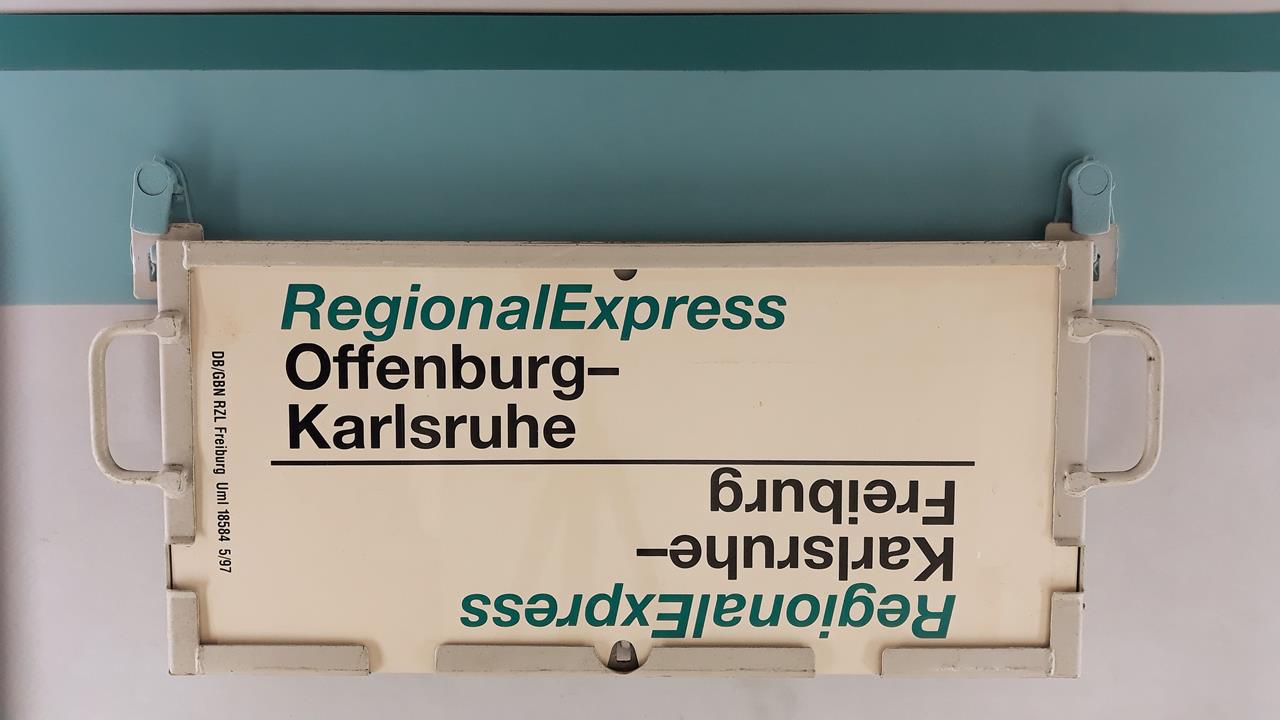 RegionalExpress
Offenburg–
Karlsruhe
RegionalExpress
Karlsruhe–
Freiburg
DB/GBN RZL Freiburg Uml 18584 5/97